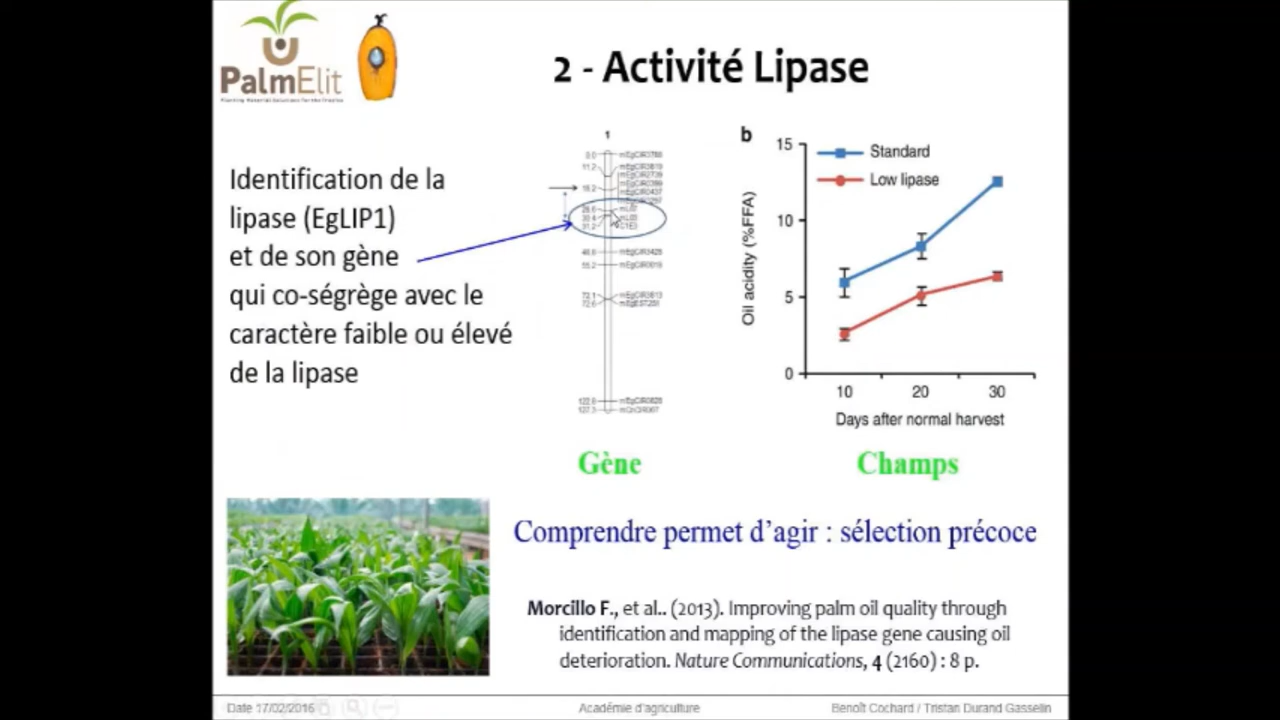 PalmElit
2 - Activité Lipase
Identification de la
lipase (EgLIP1)
et de son gène
qui co-ségrège avec le
caractère faible ou élevé
de la lipase
1
b
15
10
5
0
Standard
Low lipase
Oil acidity (%FFA)
10 20 30
Days after normal harvest
Gène
Champs
Comprendre permet d'agir : sélection précoce
Morcillo F., et al.. (2013). Improving palm oil quality through
identification and mapping of the lipase gene causing oil
deterioration. Nature Communications, 4 (2160) : 8 p.
Date 17/02/2016
Académie d'agriculture
Benoît Cochard / Tristan Durand Gasselin